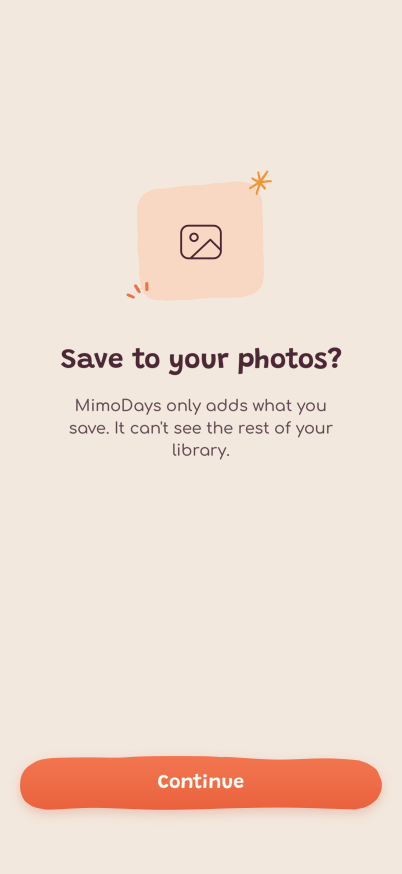 Save to your photos?
MimoDays only adds what you
save. It can't see the rest of your
library.
Continue